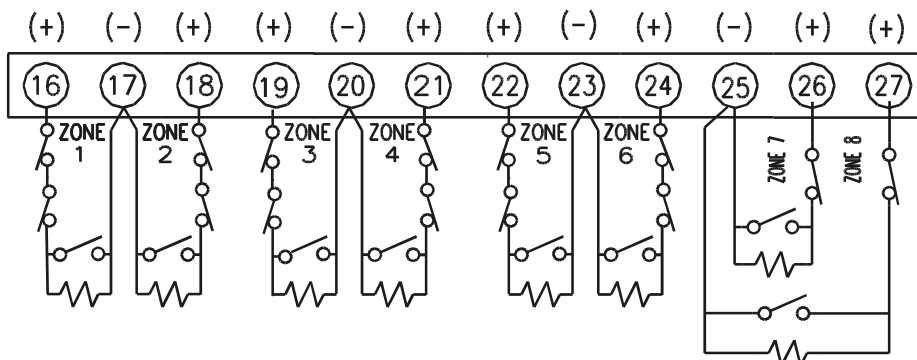 (+) (-) (+) (+) (-) (+) (+) (-) (+) (-) (+) (+)
16 17 18 19 20 21 22 23 24 25 26 27
ZONE 1
ZONE 2
ZONE 3
ZONE 4
ZONE 5
ZONE 6
ZONE 7
ZONE 8